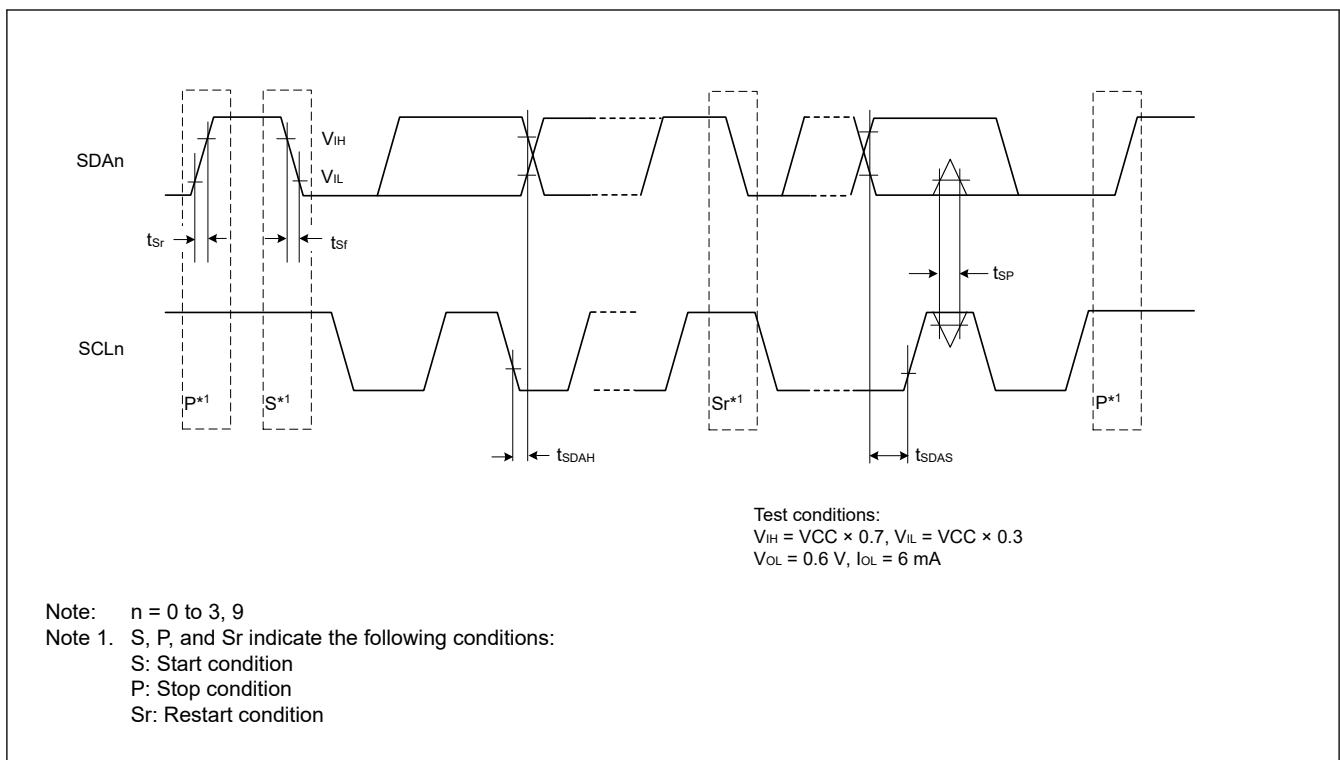 SDAn
VIH
VIL
tSr
tSf
tSP
SCLn
P*1
S*1
Sr*1
P*1
tSDAH
tSDAS
Test conditions:
VIH = VCC × 0.7, VIL = VCC × 0.3
VOL = 0.6 V, IOL = 6 mA
Note: n = 0 to 3, 9
Note 1. S, P, and Sr indicate the following conditions:
S: Start condition
P: Stop condition
Sr: Restart condition